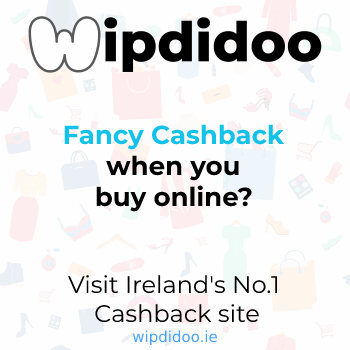 Wipdidoo
Fancy Cashback
when you
buy online?
Visit Ireland's No.1
Cashback site
wipdidoo.ie